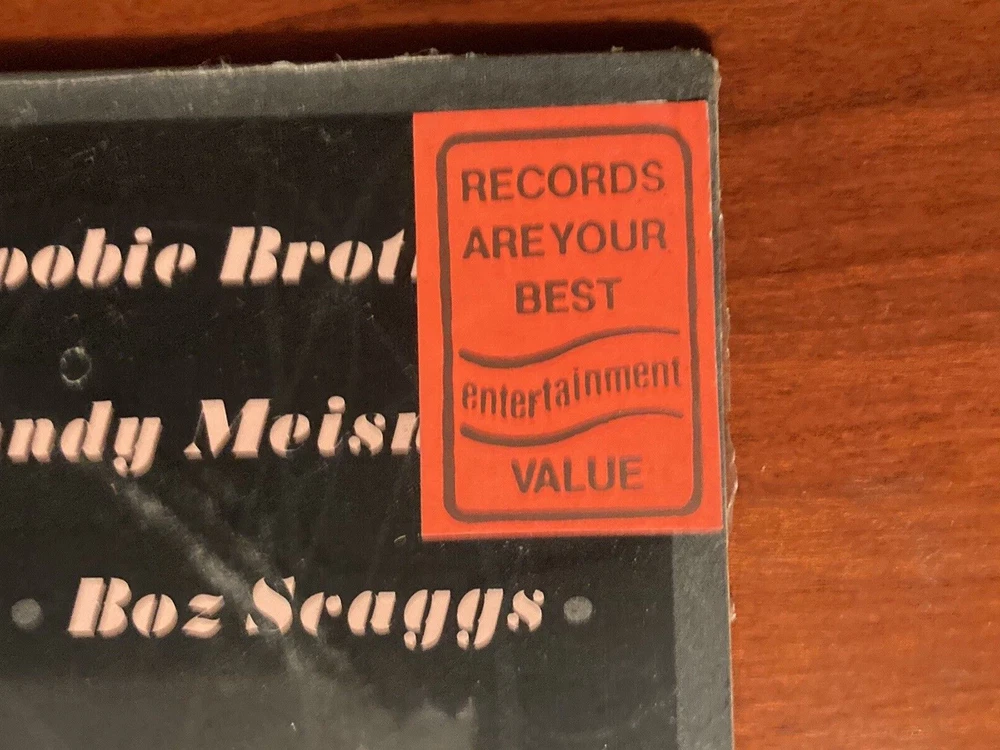 oobie Brot
RECORDS
ARE YOUR
BEST
entertainment
VALUE
ndy Meisn
• Boz Scaggs •